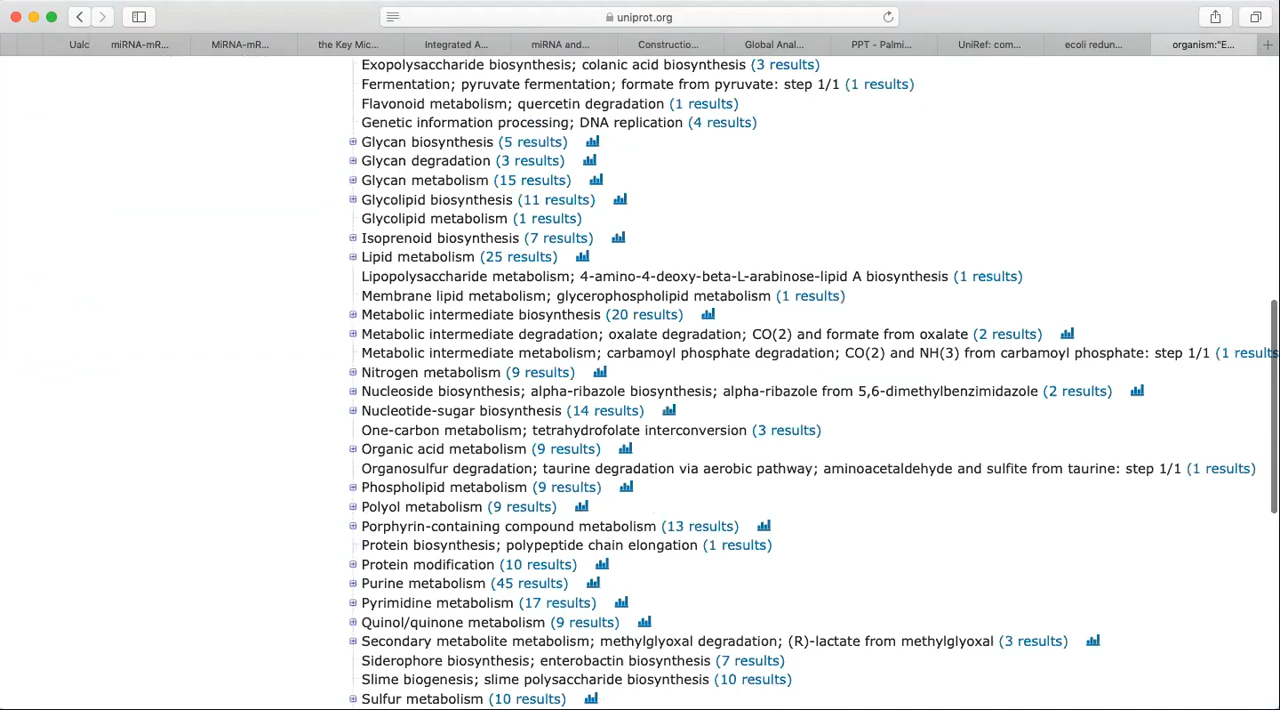 uniprot.org
Ualc
miRNA-mR...
MiRNA-mR...
the Key Mic...
Integrated A...
miRNA and...
Constructio...
Global Anal...
PPT - Palmi...
UniRef: com...
ecoli redun...
organism:"E...
Exopolysaccharide biosynthesis; colanic acid biosynthesis (3 results)
Fermentation; pyruvate fermentation; formate from pyruvate: step 1/1 (1 results)
Flavonoid metabolism; quercetin degradation (1 results)
Genetic information processing; DNA replication (4 results)
Glycan biosynthesis (5 results)
Glycan degradation (3 results)
Glycan metabolism (15 results)
Glycolipid biosynthesis (11 results)
Glycolipid metabolism (1 results)
Isoprenoid biosynthesis (7 results)
Lipid metabolism (25 results)
Lipopolysaccharide metabolism; 4-amino-4-deoxy-beta-L-arabinose-lipid A biosynthesis (1 results)
Membrane lipid metabolism; glycerophospholipid metabolism (1 results)
Metabolic intermediate biosynthesis (20 results)
Metabolic intermediate degradation; oxalate degradation; CO(2) and formate from oxalate (2 results)
Metabolic intermediate metabolism; carbamoyl phosphate degradation; CO(2) and NH(3) from carbamoyl phosphate: step 1/1 (1 results
Nitrogen metabolism (9 results)
Nucleoside biosynthesis; alpha-ribazole biosynthesis; alpha-ribazole from 5,6-dimethylbenzimidazole (2 results)
Nucleotide-sugar biosynthesis (14 results)
One-carbon metabolism; tetrahydrofolate interconversion (3 results)
Organic acid metabolism (9 results)
Organosulfur degradation; taurine degradation via aerobic pathway; aminoacetaldehyde and sulfite from taurine: step 1/1 (1 results)
Phospholipid metabolism (9 results)
Polyol metabolism (9 results)
Porphyrin-containing compound metabolism (13 results)
Protein biosynthesis; polypeptide chain elongation (1 results)
Protein modification (10 results)
Purine metabolism (45 results)
Pyrimidine metabolism (17 results)
Quinol/quinone metabolism (9 results)
Secondary metabolite metabolism; methylglyoxal degradation; (R)-lactate from methylglyoxal (3 results)
Siderophore biosynthesis; enterobactin biosynthesis (7 results)
Slime biogenesis; slime polysaccharide biosynthesis (10 results)
Sulfur metabolism (10 results)